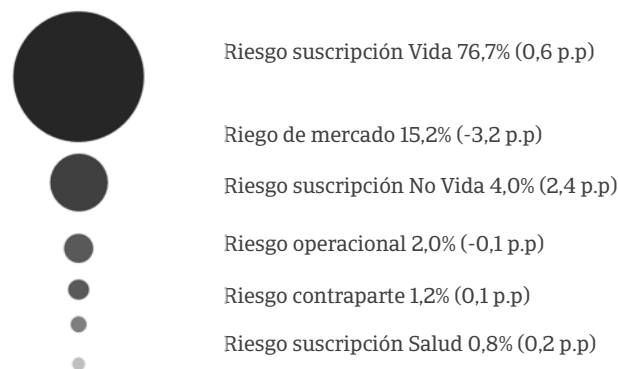 Riesgo suscripción Vida 76,7% (0,6 p.p)
Riego de mercado 15,2% (-3,2 p.p)
Riesgo suscripción No Vida 4,0% (2,4 p.p)
Riesgo operacional 2,0% (-0,1 p.p)
Riesgo contraparte 1,2% (0,1 p.p)
Riesgo suscripción Salud 0,8% (0,2 p.p)